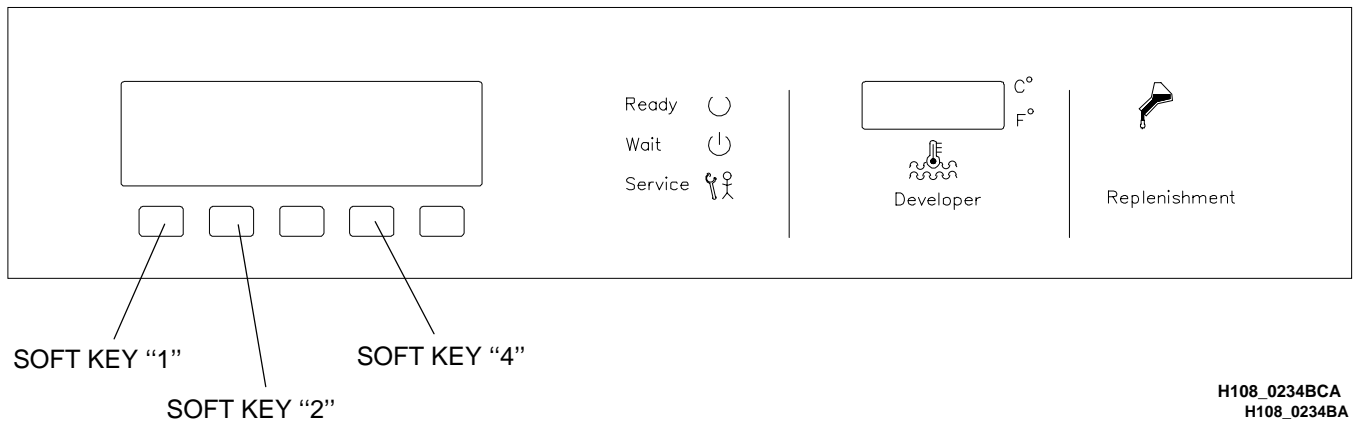 Ready
Wait
Service
C°
F°
Developer
Replenishment
SOFT KEY “1”
SOFT KEY “2”
SOFT KEY “4”
H108_0234BCA
H108_0234BA